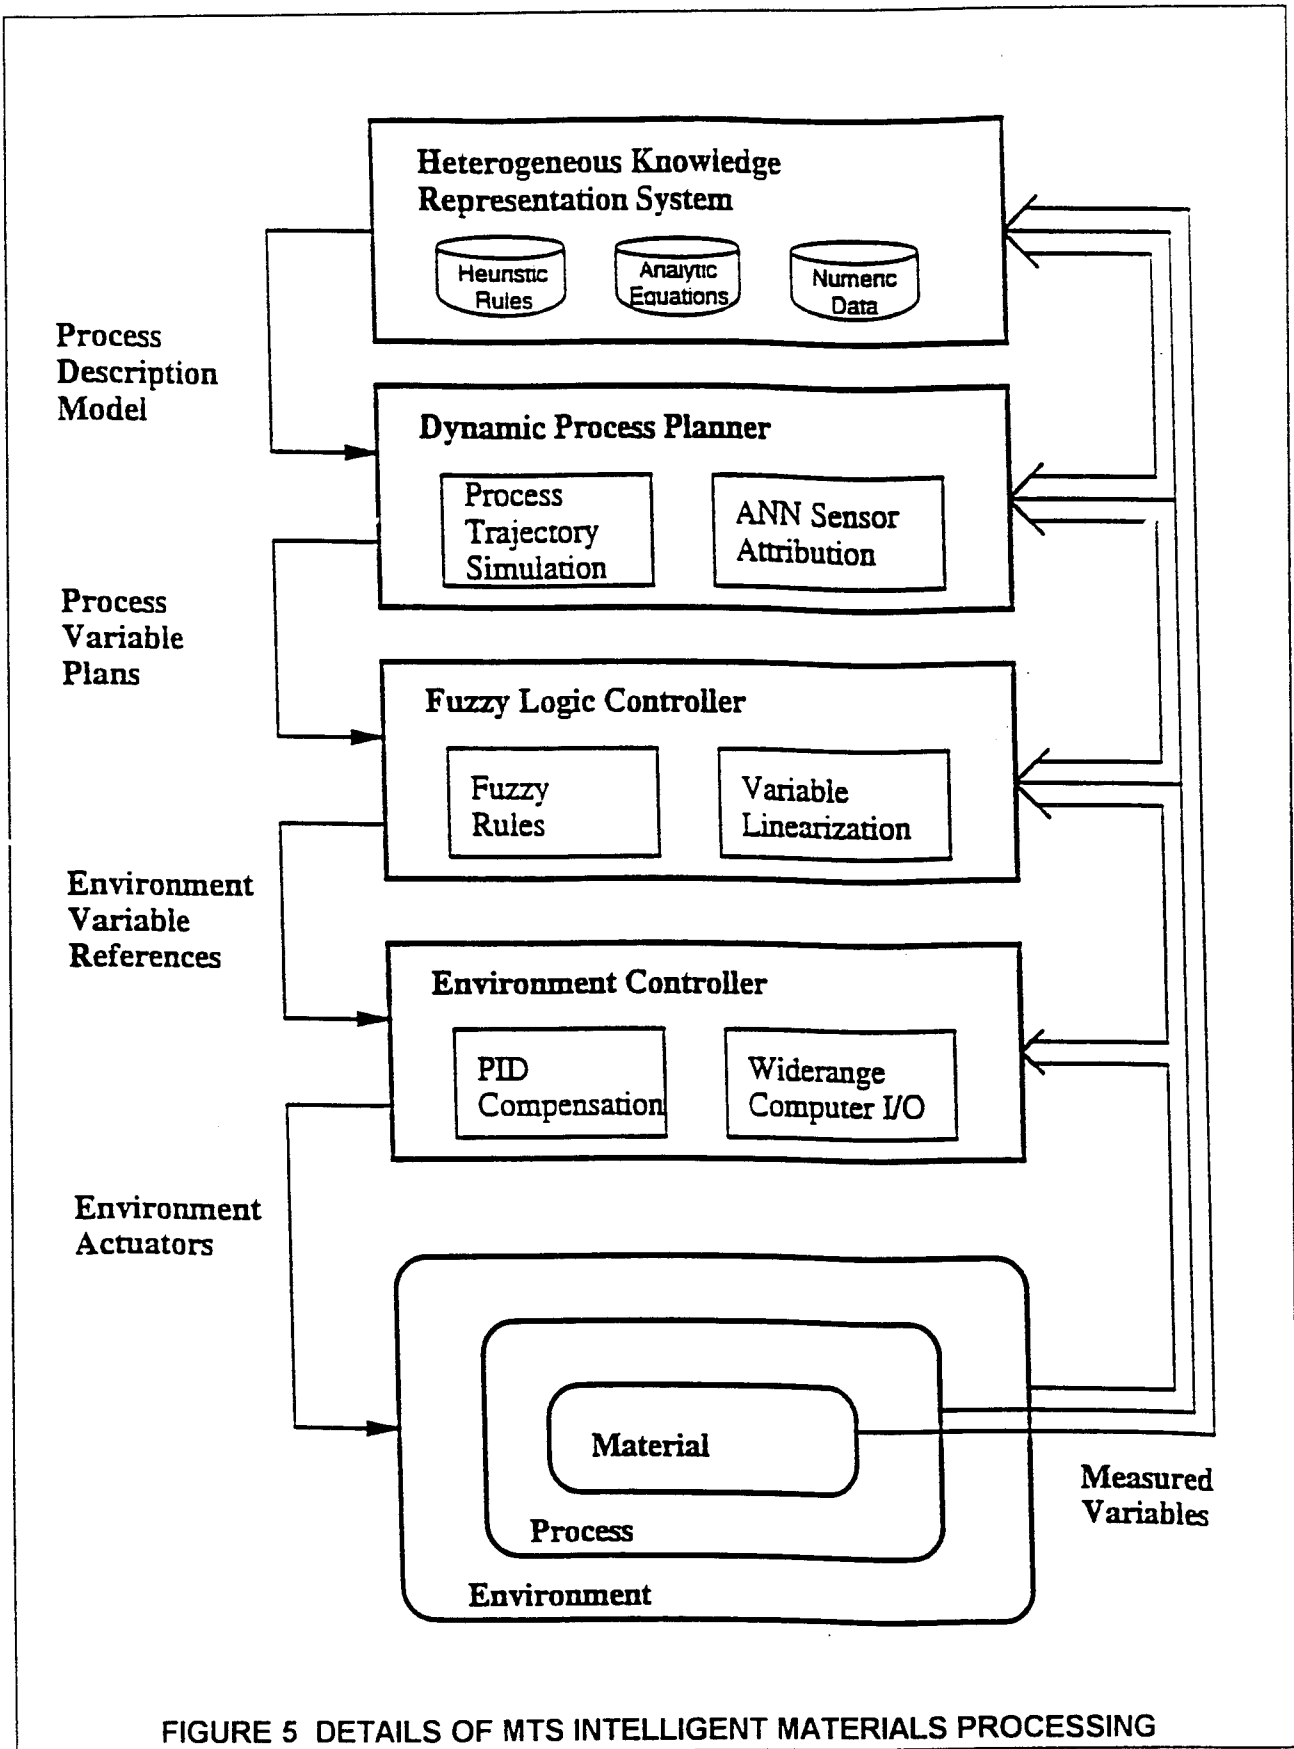 Heterogeneous Knowledge
Representation System
Heuristic
Rules
Analytic
Equations
Numeric
Data
Process
Description
Model
Dynamic Process Planner
Process
Trajectory
Simulation
ANN Sensor
Attribution
Process
Variable
Plans
Fuzzy Logic Controller
Fuzzy
Rules
Variable
Linearization
Environment
Variable
References
Environment Controller
PID
Compensation
Widerange
Computer I/O
Environment
Actuators
Material
Process
Environment
Measured
Variables
FIGURE 5 DETAILS OF MTS INTELLIGENT MATERIALS PROCESSING